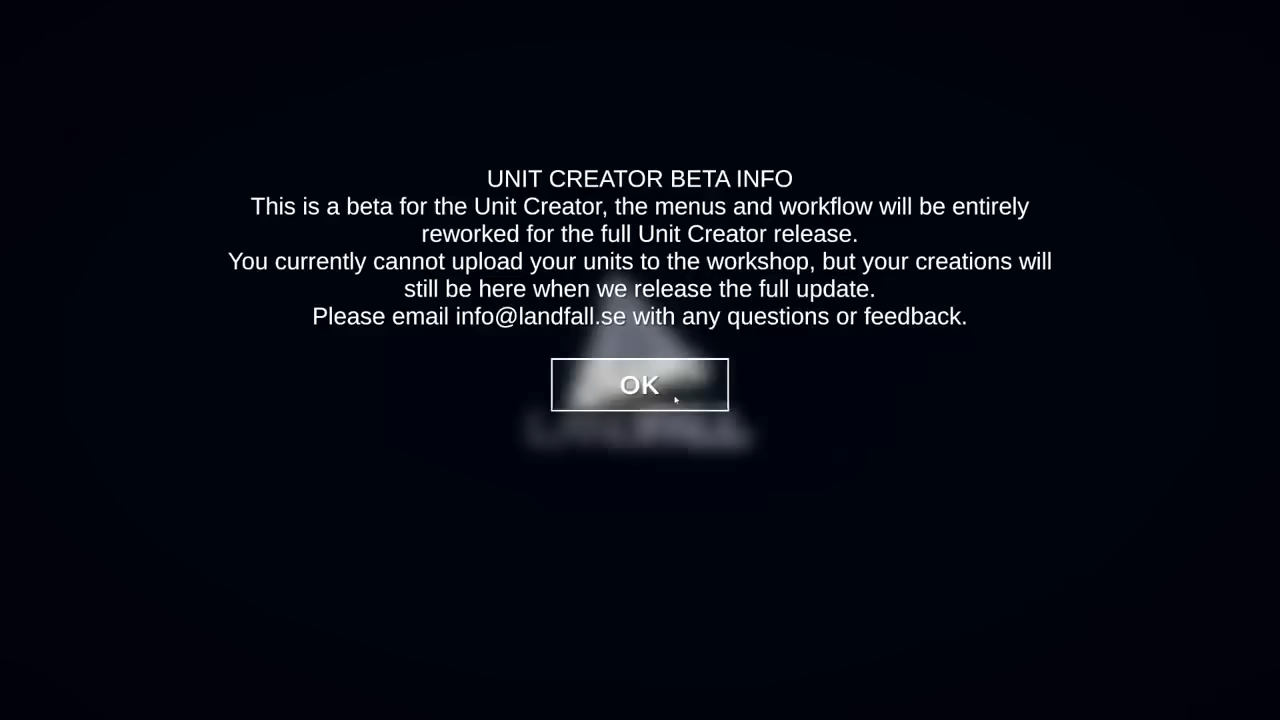 UNIT CREATOR BETA INFO
This is a beta for the Unit Creator, the menus and workflow will be entirely
reworked for the full Unit Creator release.
You currently cannot upload your units to the workshop, but your creations will
still be here when we release the full update.
Please email info@landfall.se with any questions or feedback.
OK